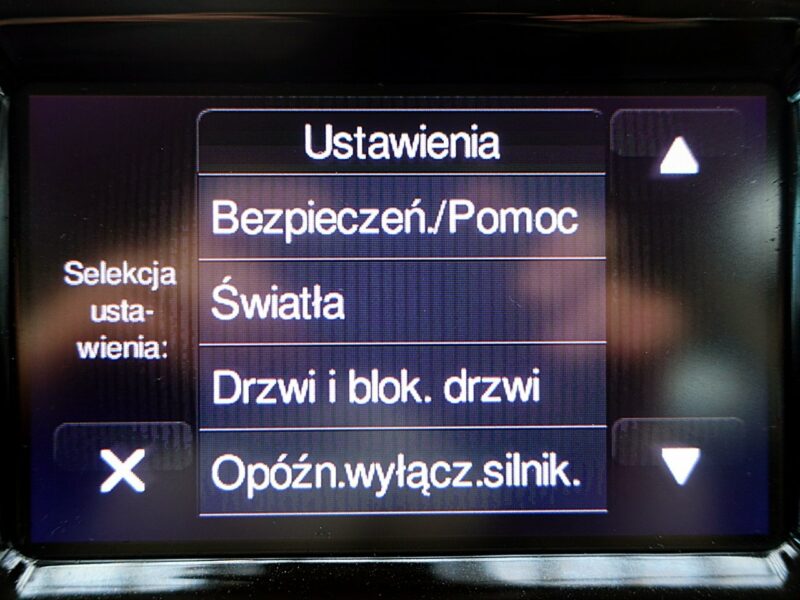 Ustawienia
Bezpieczeń./Pomoc
Selekcja
usta-
wienia:
Światła
Drzwi i blok. drzwi
Opóźn.wyłącz.silnik.